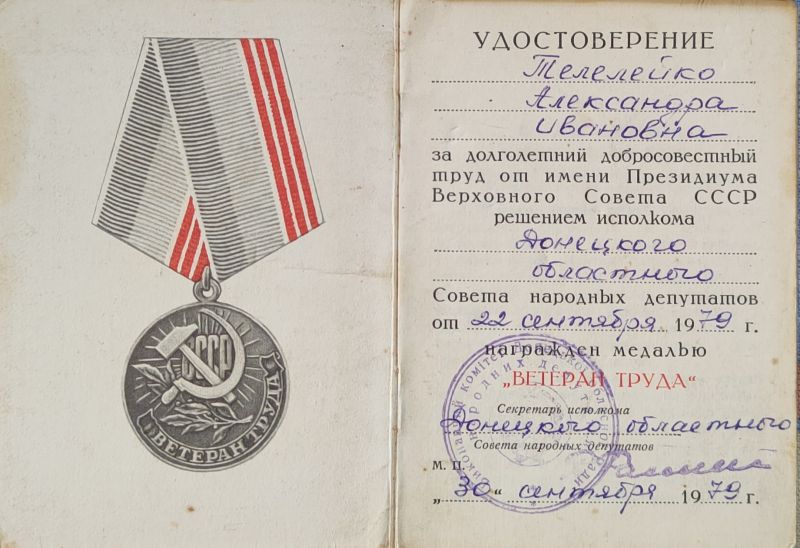 СССР
ВЕТЕРАН ТРУДА
УДОСТОВЕРЕНИЕ
Телелейко
Александра
Ивановна
за долголетний добросовестный
труд от имени Президиума
Верховного Совета СССР
решением исполкома
Донецкого
областного
Совета народных депутатов
от 22 сентября 1979 г.
награжден медалью
„ВЕТЕРАН ТРУДА“
Секретарь исполкома
Донецкого областного
Совета народных депутатов
М. П.
„30“ сентября 1979 г.